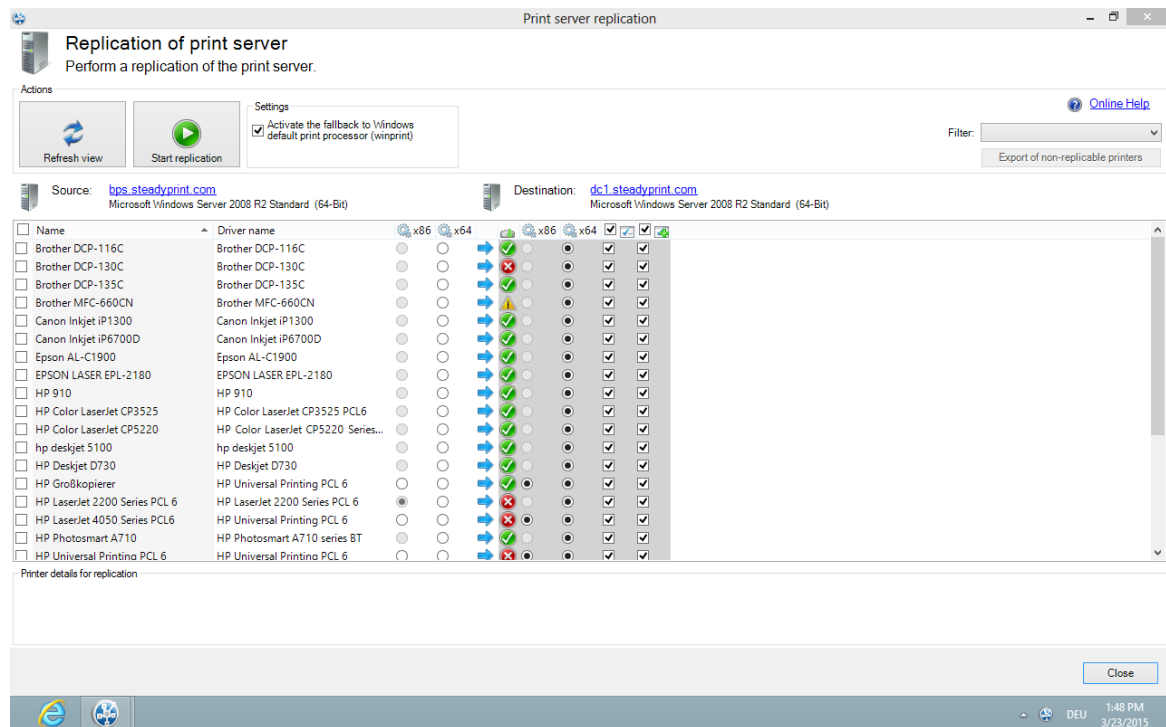 Print server replication
Replication of print server
Perform a replication of the print server.
Actions
Refresh view
Start replication
Settings
Activate the fallback to Windows
default print processor (winprint)
Online Help
Filter:
Export of non-replicable printers
Source: bps.steadyprint.com
Microsoft Windows Server 2008 R2 Standard (64-Bit)
Destination: dc1.steadyprint.com
Microsoft Windows Server 2008 R2 Standard (64-Bit)
Name Driver name x86 x64 x86 x64
Brother DCP-116C Brother DCP-116C
Brother DCP-130C Brother DCP-130C
Brother DCP-135C Brother DCP-135C
Brother MFC-660CN Brother MFC-660CN
Canon Inkjet iP1300 Canon Inkjet iP1300
Canon Inkjet iP6700D Canon Inkjet iP6700D
Epson AL-C1900 Epson AL-C1900
EPSON LASER EPL-2180 EPSON LASER EPL-2180
HP 910 HP 910
HP Color LaserJet CP3525 HP Color LaserJet CP3525 PCL6
HP Color LaserJet CP5220 HP Color LaserJet CP5220 Series...
hp deskjet 5100 hp deskjet 5100
HP Deskjet D730 HP Deskjet D730
HP Großkopierer HP Universal Printing PCL 6
HP LaserJet 2200 Series PCL 6 HP LaserJet 2200 Series PCL 6
HP LaserJet 4050 Series PCL6 HP Universal Printing PCL 6
HP Photosmart A710 HP Photosmart A710 series BT
HP Universal Printing PCL 6 HP Universal Printing PCL 6
Printer details for replication
Close
DEU
1:48 PM
3/23/2015